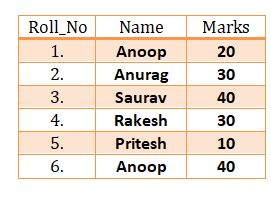 Roll_No Name Marks
1. Anoop 20
2. Anurag 30
3. Saurav 40
4. Rakesh 30
5. Pritesh 10
6. Anoop 40